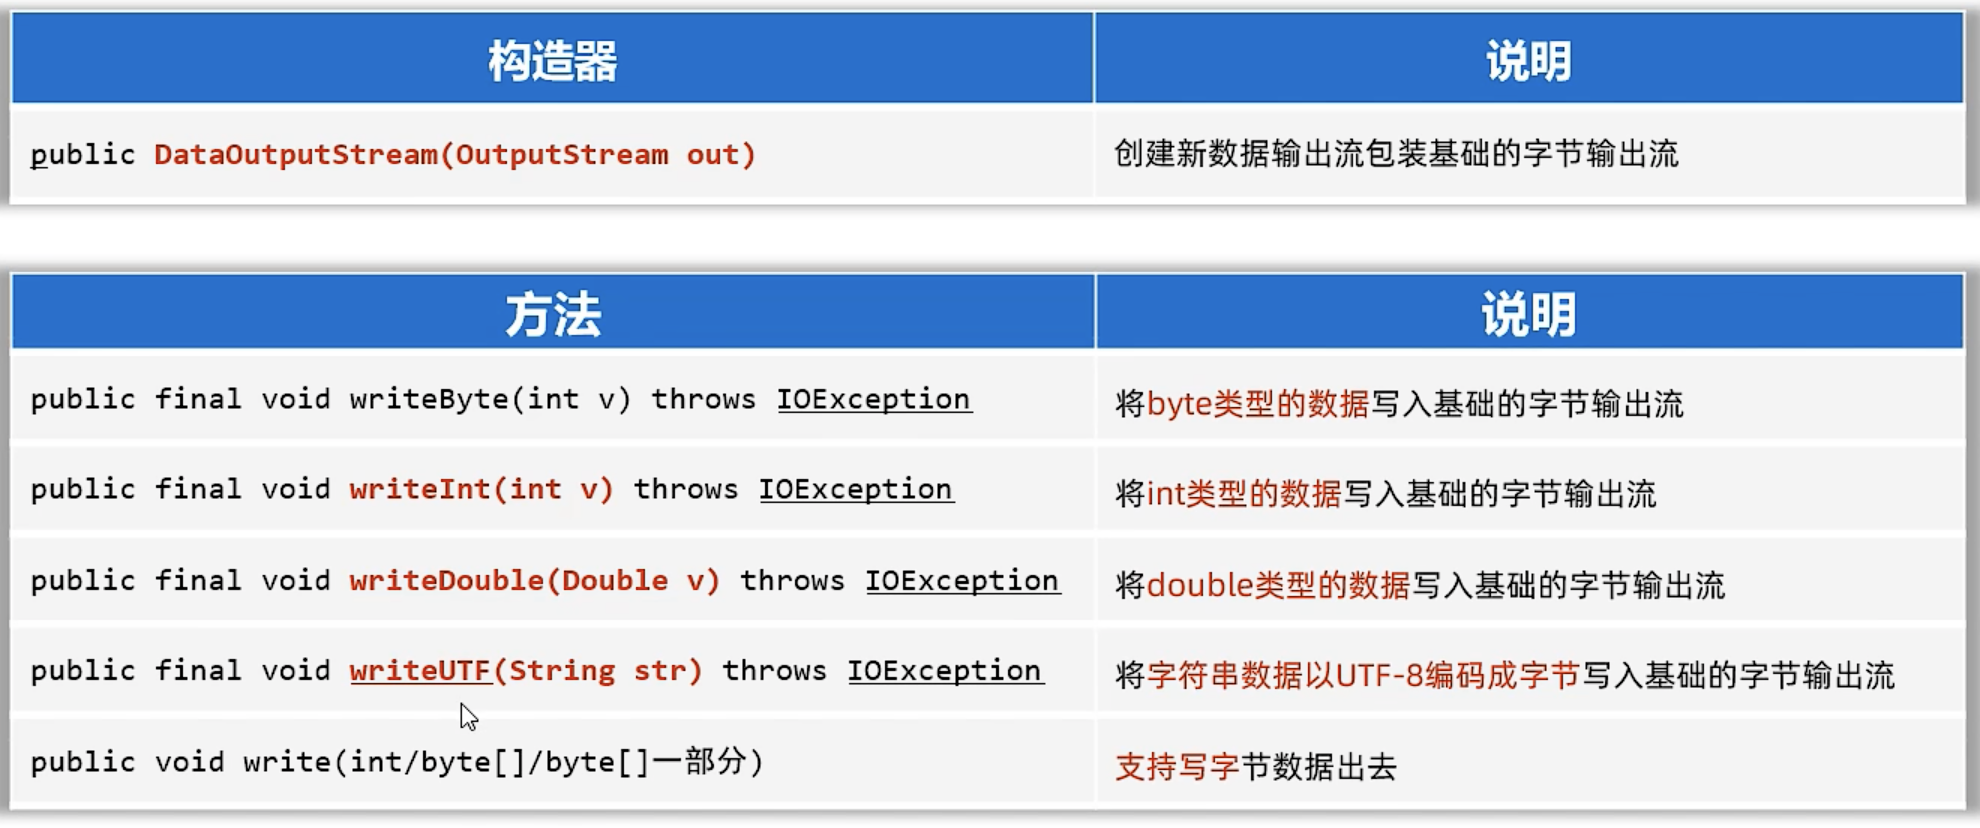 构造器 说明
public DataOutputStream(OutputStream out) 创建新数据输出流包装基础的字节输出流
方法 说明
public final void writeByte(int v) throws IOException 将byte类型的数据写入基础的字节输出流
public final void writeInt(int v) throws IOException 将int类型的数据写入基础的字节输出流
public final void writeDouble(Double v) throws IOException 将double类型的数据写入基础的字节输出流
public final void writeUTF(String str) throws IOException 将字符串数据以UTF-8编码成字节写入基础的字节输出流
public void write(int/byte[]/byte[]一部分) 支持写字节数据出去